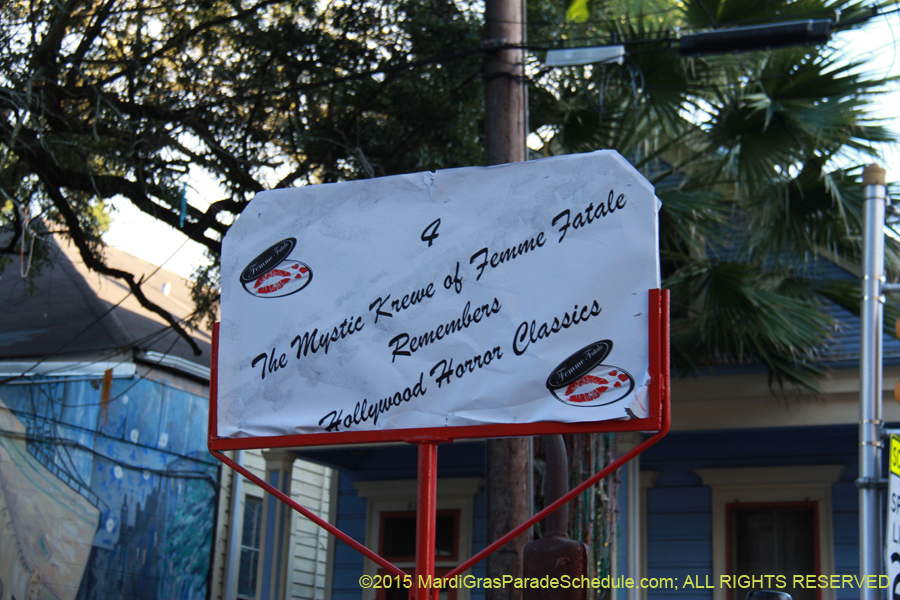 4
The Mystic Krewe of Femme Fatale
Remembers
Hollywood Horror Classics
Femme Fatale
Femme Fatale
©2015 MardiGrasParadeSchedule.com; ALL RIGHTS RESERVED